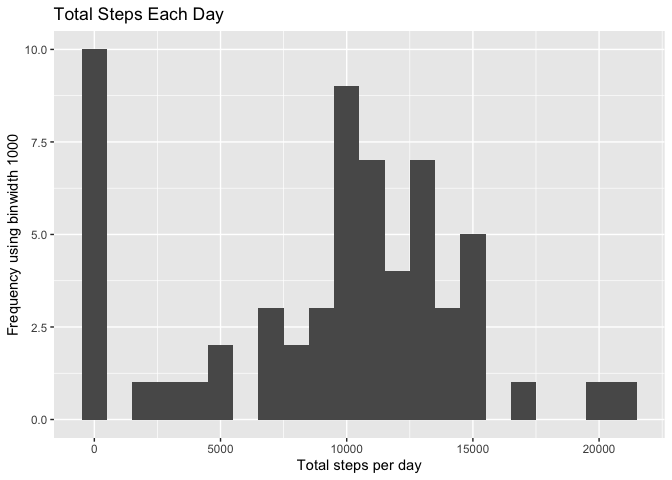 Total Steps Each Day
Frequency using binwidth 1000
10.0
7.5
5.0
2.5
0.0
0 5000 10000 15000 20000
Total steps per day